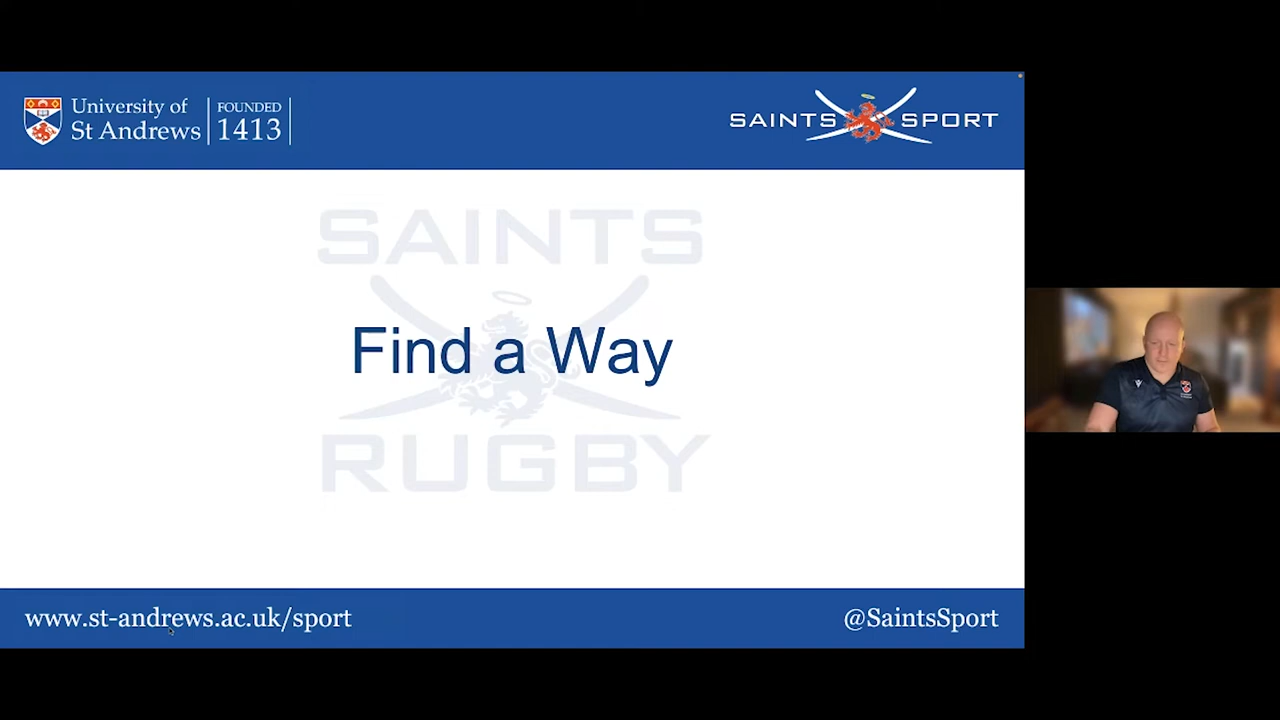 University of
St Andrews
FOUNDED
1413
SAINTS SPORT
SAINTS
Find a Way
RUGBY
www.st-andrews.ac.uk/sport
@SaintsSport